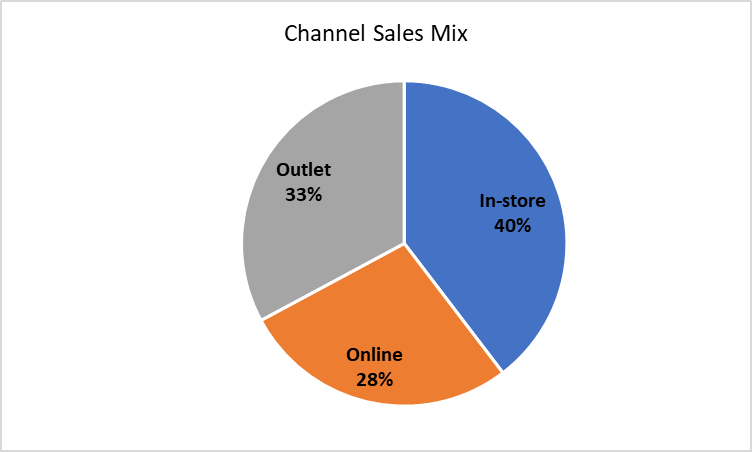 Channel Sales Mix
Outlet
33%
In-store
40%
Online
28%